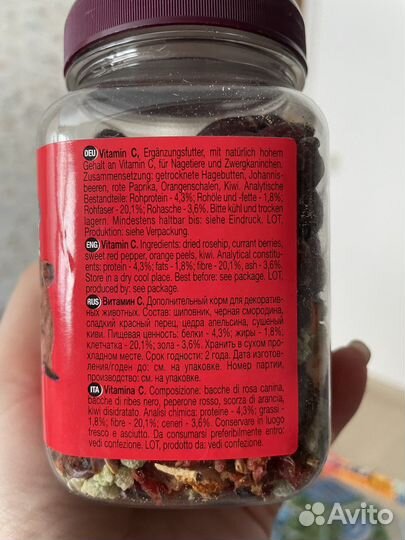 DEU Vitamin C, Ergänzungsfutter, mit natürlich hohem
Gehalt an Vitamin C, für Nagetiere und Zwergkaninchen.
Zusammensetzung: getrocknete Hagebutten, Johannis-
beeren, rote Paprika, Orangenschalen, Kiwi. Analytische
Bestandteile: Rohprotein - 4,3%; Rohöle und -fette - 1,8%;
Rohfaser - 20,1%; Rohasche - 3,6%. Bitte kühl und trocken
lagern. Mindestens haltbar bis: siehe Eindruck. LOT,
Produktion: siehe Verpackung.
ENG Vitamin C. Ingredients: dried rosehip, currant berries,
sweet red pepper, orange peels, kiwi. Analytical consti-
tuents: protein - 4,3%; fats - 1,8%; fibre - 20,1%, ash - 3,6%.
Store in a dry cool place. Best before: see package. LOT,
produced by: see package.
RUS Витамин С. Дополнительный корм для декоратив-
ных животных. Состав: шиповник, черная смородина,
сладкий красный перец, цедра апельсина, сушеный
киви. Пищевая ценность: белки - 4,3%; жиры - 1,8%,
клетчатка - 20,1%; зола - 3,6%. Хранить в сухом про-
хладном месте. Срок годности: 2 года. Дата изготов-
ления/годен до: см. на упаковке. Номер партии,
производство: см. на упаковке.
ITA Vitamina C. Composizione: bacche di rosa canina,
bacche di ribes nero, peperone rosso, scorza di arancia,
kiwi disidratato. Analisi chimica: proteine - 4,3%; grassi -
1,8%, fibre - 20,1%; ceneri - 3,6%. Conservare in luogo
fresco e asciutto. Da consumarsi preferibilmente entro:
vedi confezione. LOT, prodotto da: vedi confezione.
Avito